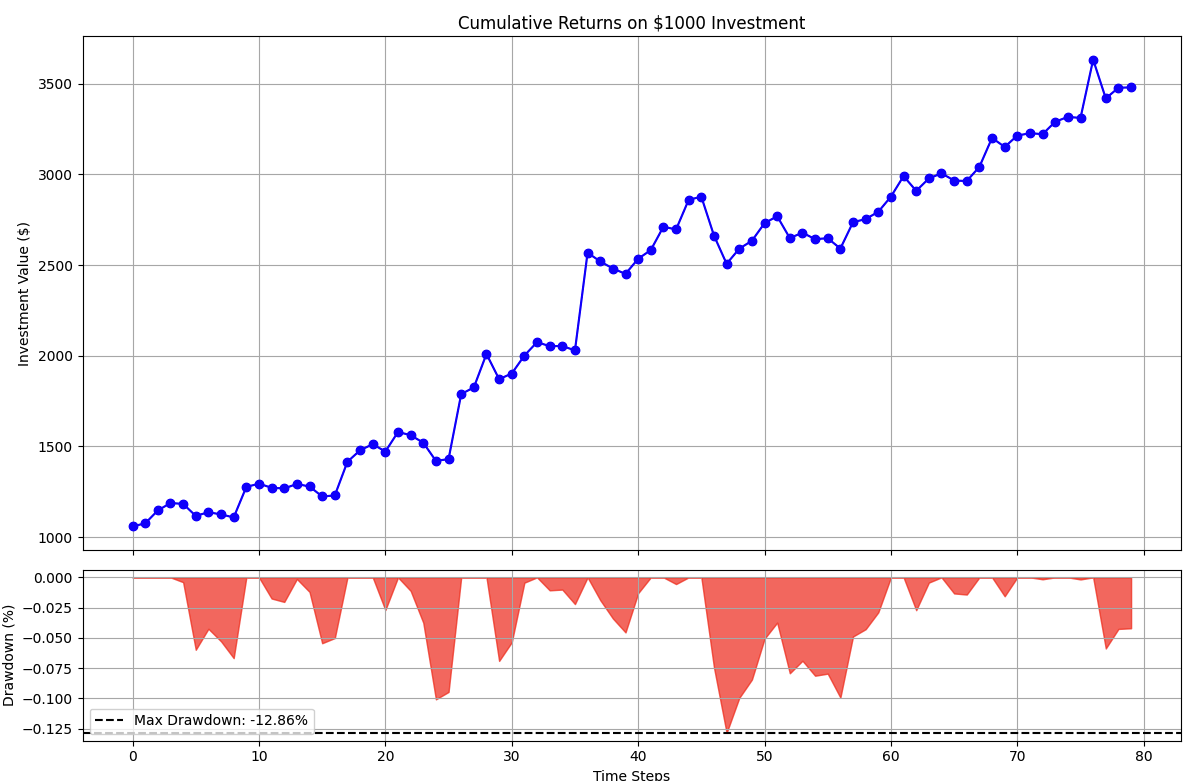 Cumulative Returns on $1000 Investment
Investment Value ($)
3500
3000
2500
2000
1500
1000
Drawdown (%)
0.000
−0.025
−0.050
−0.075
−0.100
−0.125
Max Drawdown: -12.86%
0 10 20 30 40 50 60 70 80
Time Steps